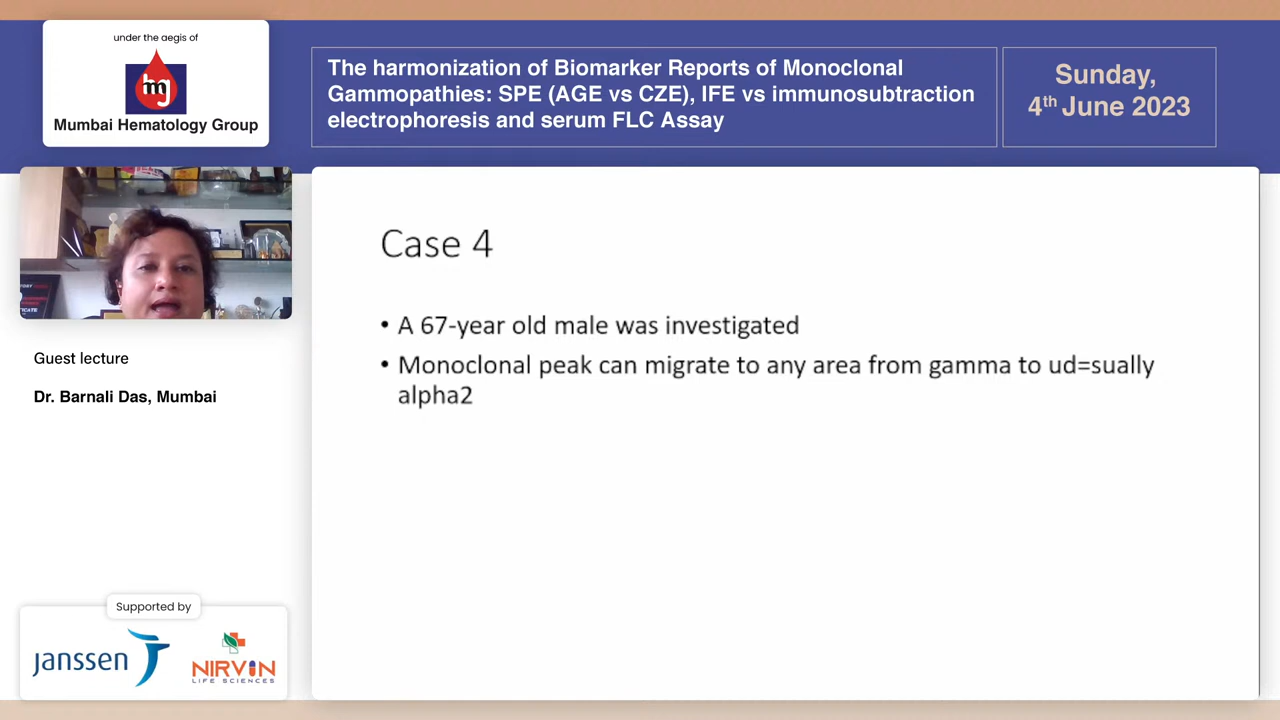 under the aegis of
mg
Mumbai Hematology Group
The harmonization of Biomarker Reports of Monoclonal
Gammopathies: SPE (AGE vs CZE), IFE vs immunosubtraction
electrophoresis and serum FLC Assay
Sunday,
4th June 2023
Case 4
• A 67-year old male was investigated
• Monoclonal peak can migrate to any area from gamma to ud=sually
alpha2
Guest lecture
Dr. Barnali Das, Mumbai
Supported by
janssen
NIRVIN
LIFE SCIENCES